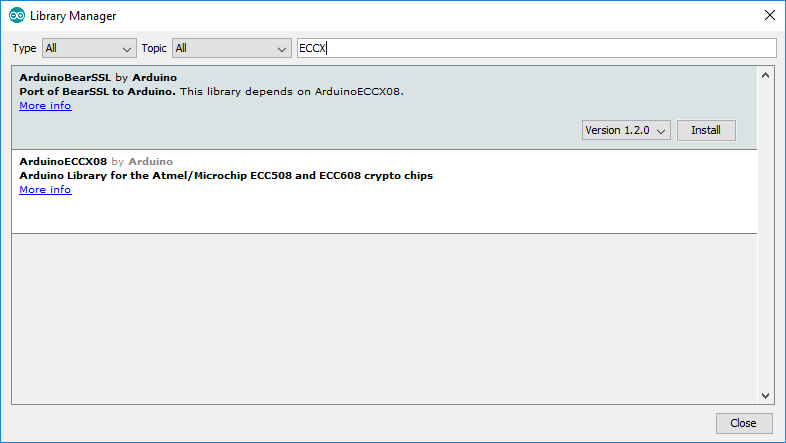 Library Manager
Type All Topic All ECCX
ArduinoBearSSL by Arduino
Port of BearSSL to Arduino. This library depends on ArduinoECCX08.
More info
Version 1.2.0 Install
ArduinoECCX08 by Arduino
Arduino Library for the Atmel/Microchip ECC508 and ECC608 crypto chips
More info
Close